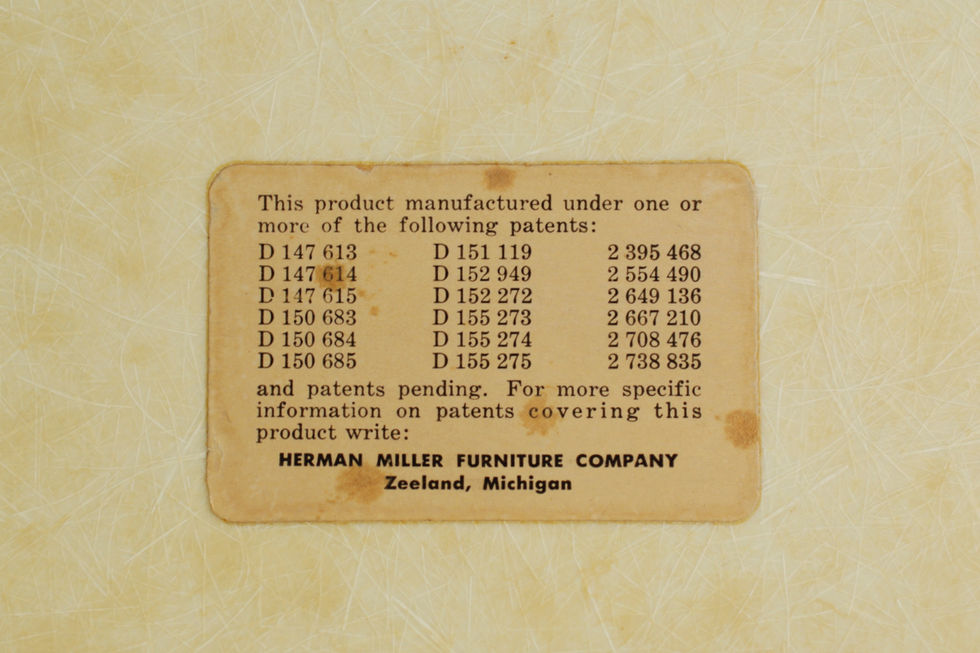 This product manufactured under one or
more of the following patents:
D 147 613 D 151 119 2 395 468
D 147 614 D 152 949 2 554 490
D 147 615 D 152 272 2 649 136
D 150 683 D 155 273 2 667 210
D 150 684 D 155 274 2 708 476
D 150 685 D 155 275 2 738 835
and patents pending. For more specific
information on patents covering this
product write:
HERMAN MILLER FURNITURE COMPANY
Zeeland, Michigan